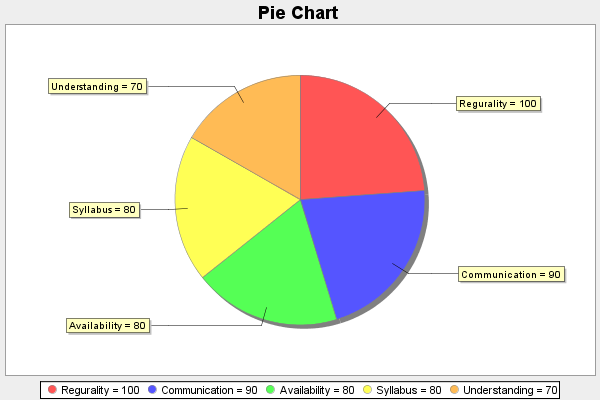 Pie Chart
Understanding = 70
Regurality = 100
Syllabus = 80
Communication = 90
Availability = 80
Regurality = 100 Communication = 90 Availability = 80 Syllabus = 80 Understanding = 70